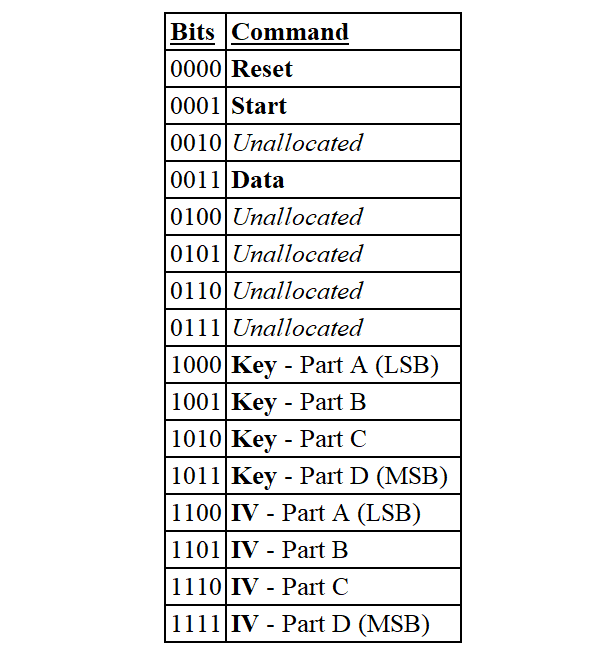 Bits Command
0000 Reset
0001 Start
0010 Unallocated
0011 Data
0100 Unallocated
0101 Unallocated
0110 Unallocated
0111 Unallocated
1000 Key - Part A (LSB)
1001 Key - Part B
1010 Key - Part C
1011 Key - Part D (MSB)
1100 IV - Part A (LSB)
1101 IV - Part B
1110 IV - Part C
1111 IV - Part D (MSB)